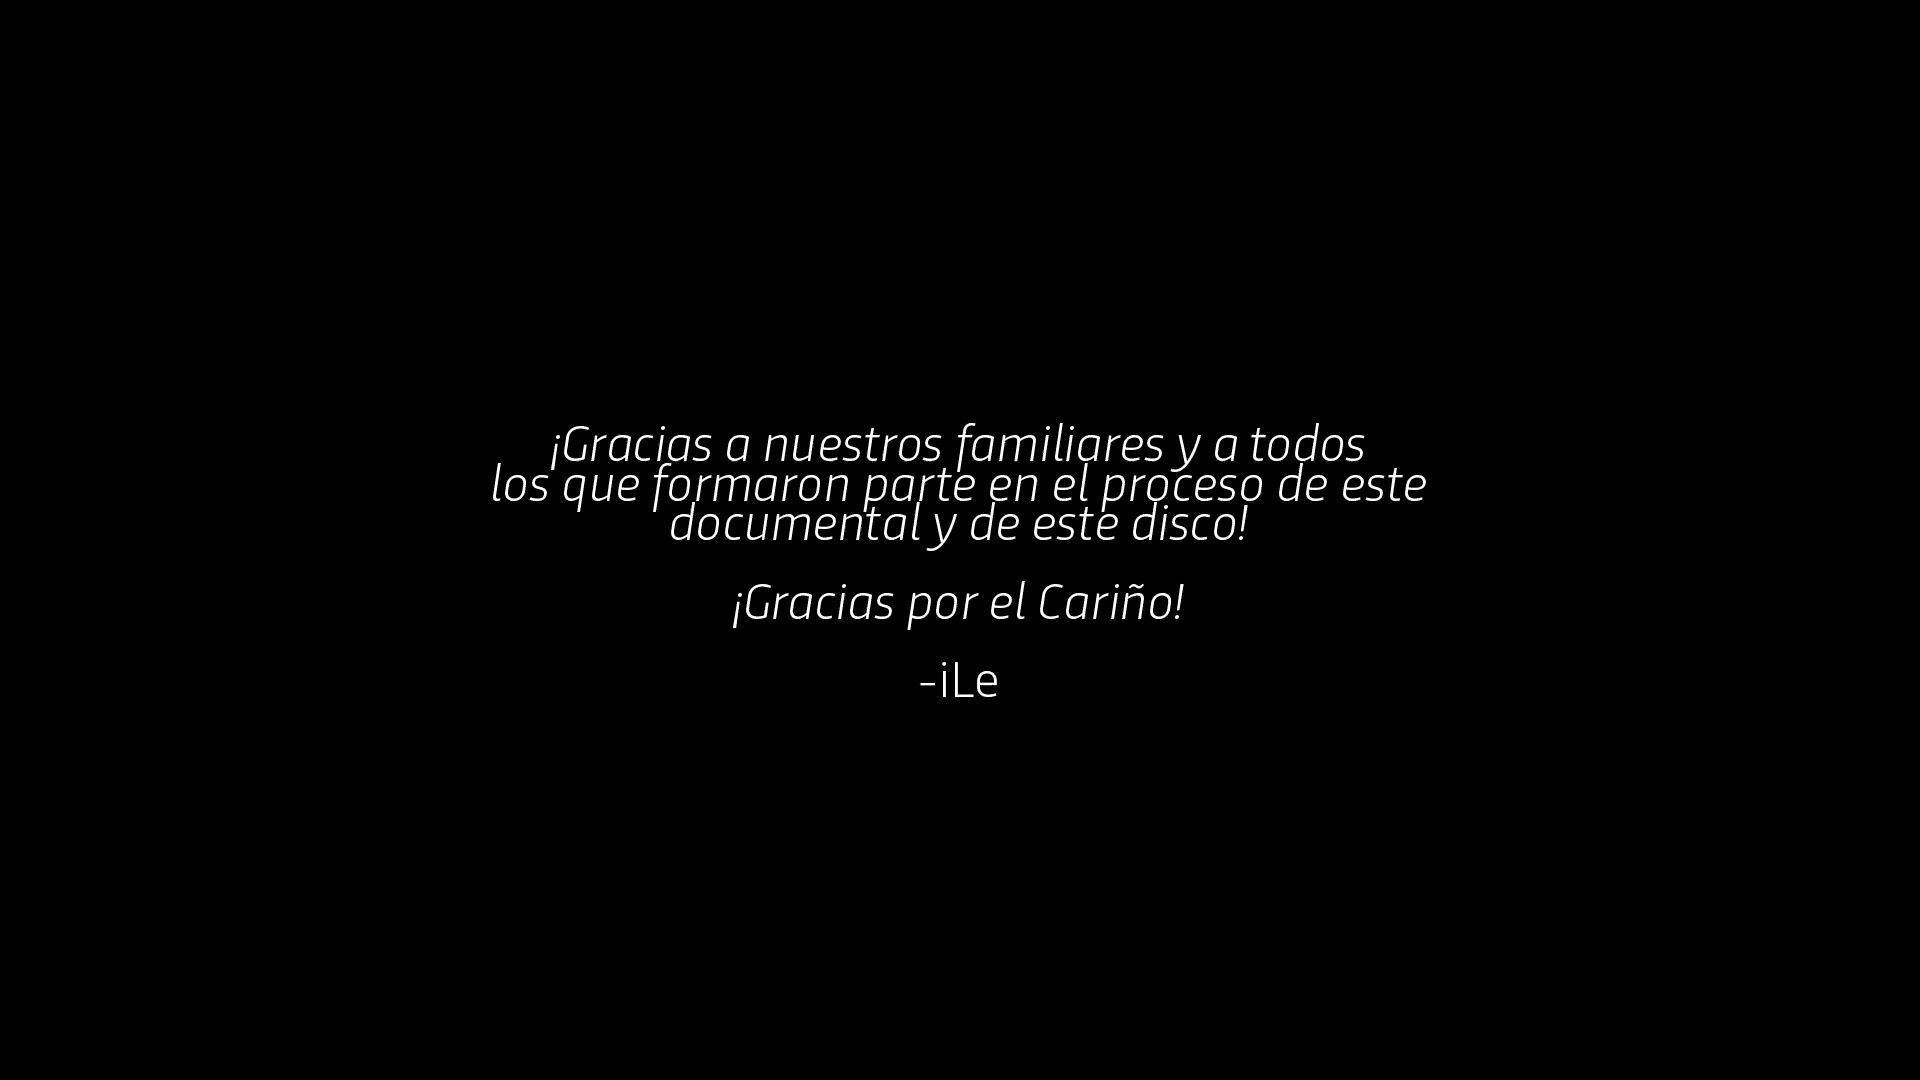 ¡Gracias a nuestros familiares y a todos
los que formaron parte en el proceso de este
documental y de este disco!
¡Gracias por el Cariño!
-iLe